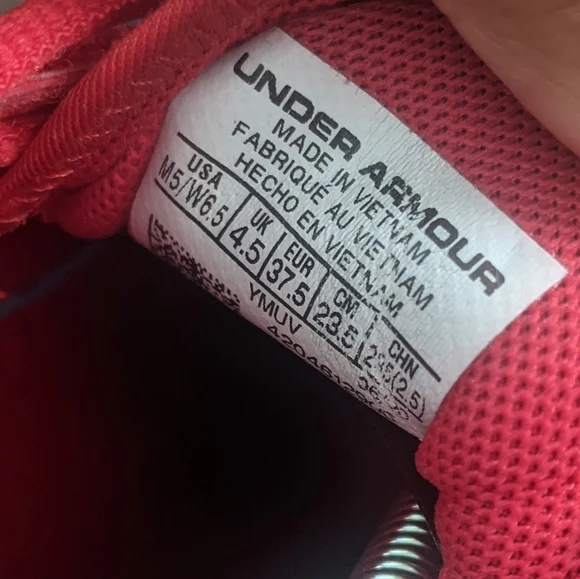 UNDER ARMOUR
MADE IN VIETNAM
FABRIQUÉ AU VIETNAM
HECHO EN VIETNAM
USA UK EUR CM CHN
M5/W6.5 4.5 37.5 23.5
YMUV